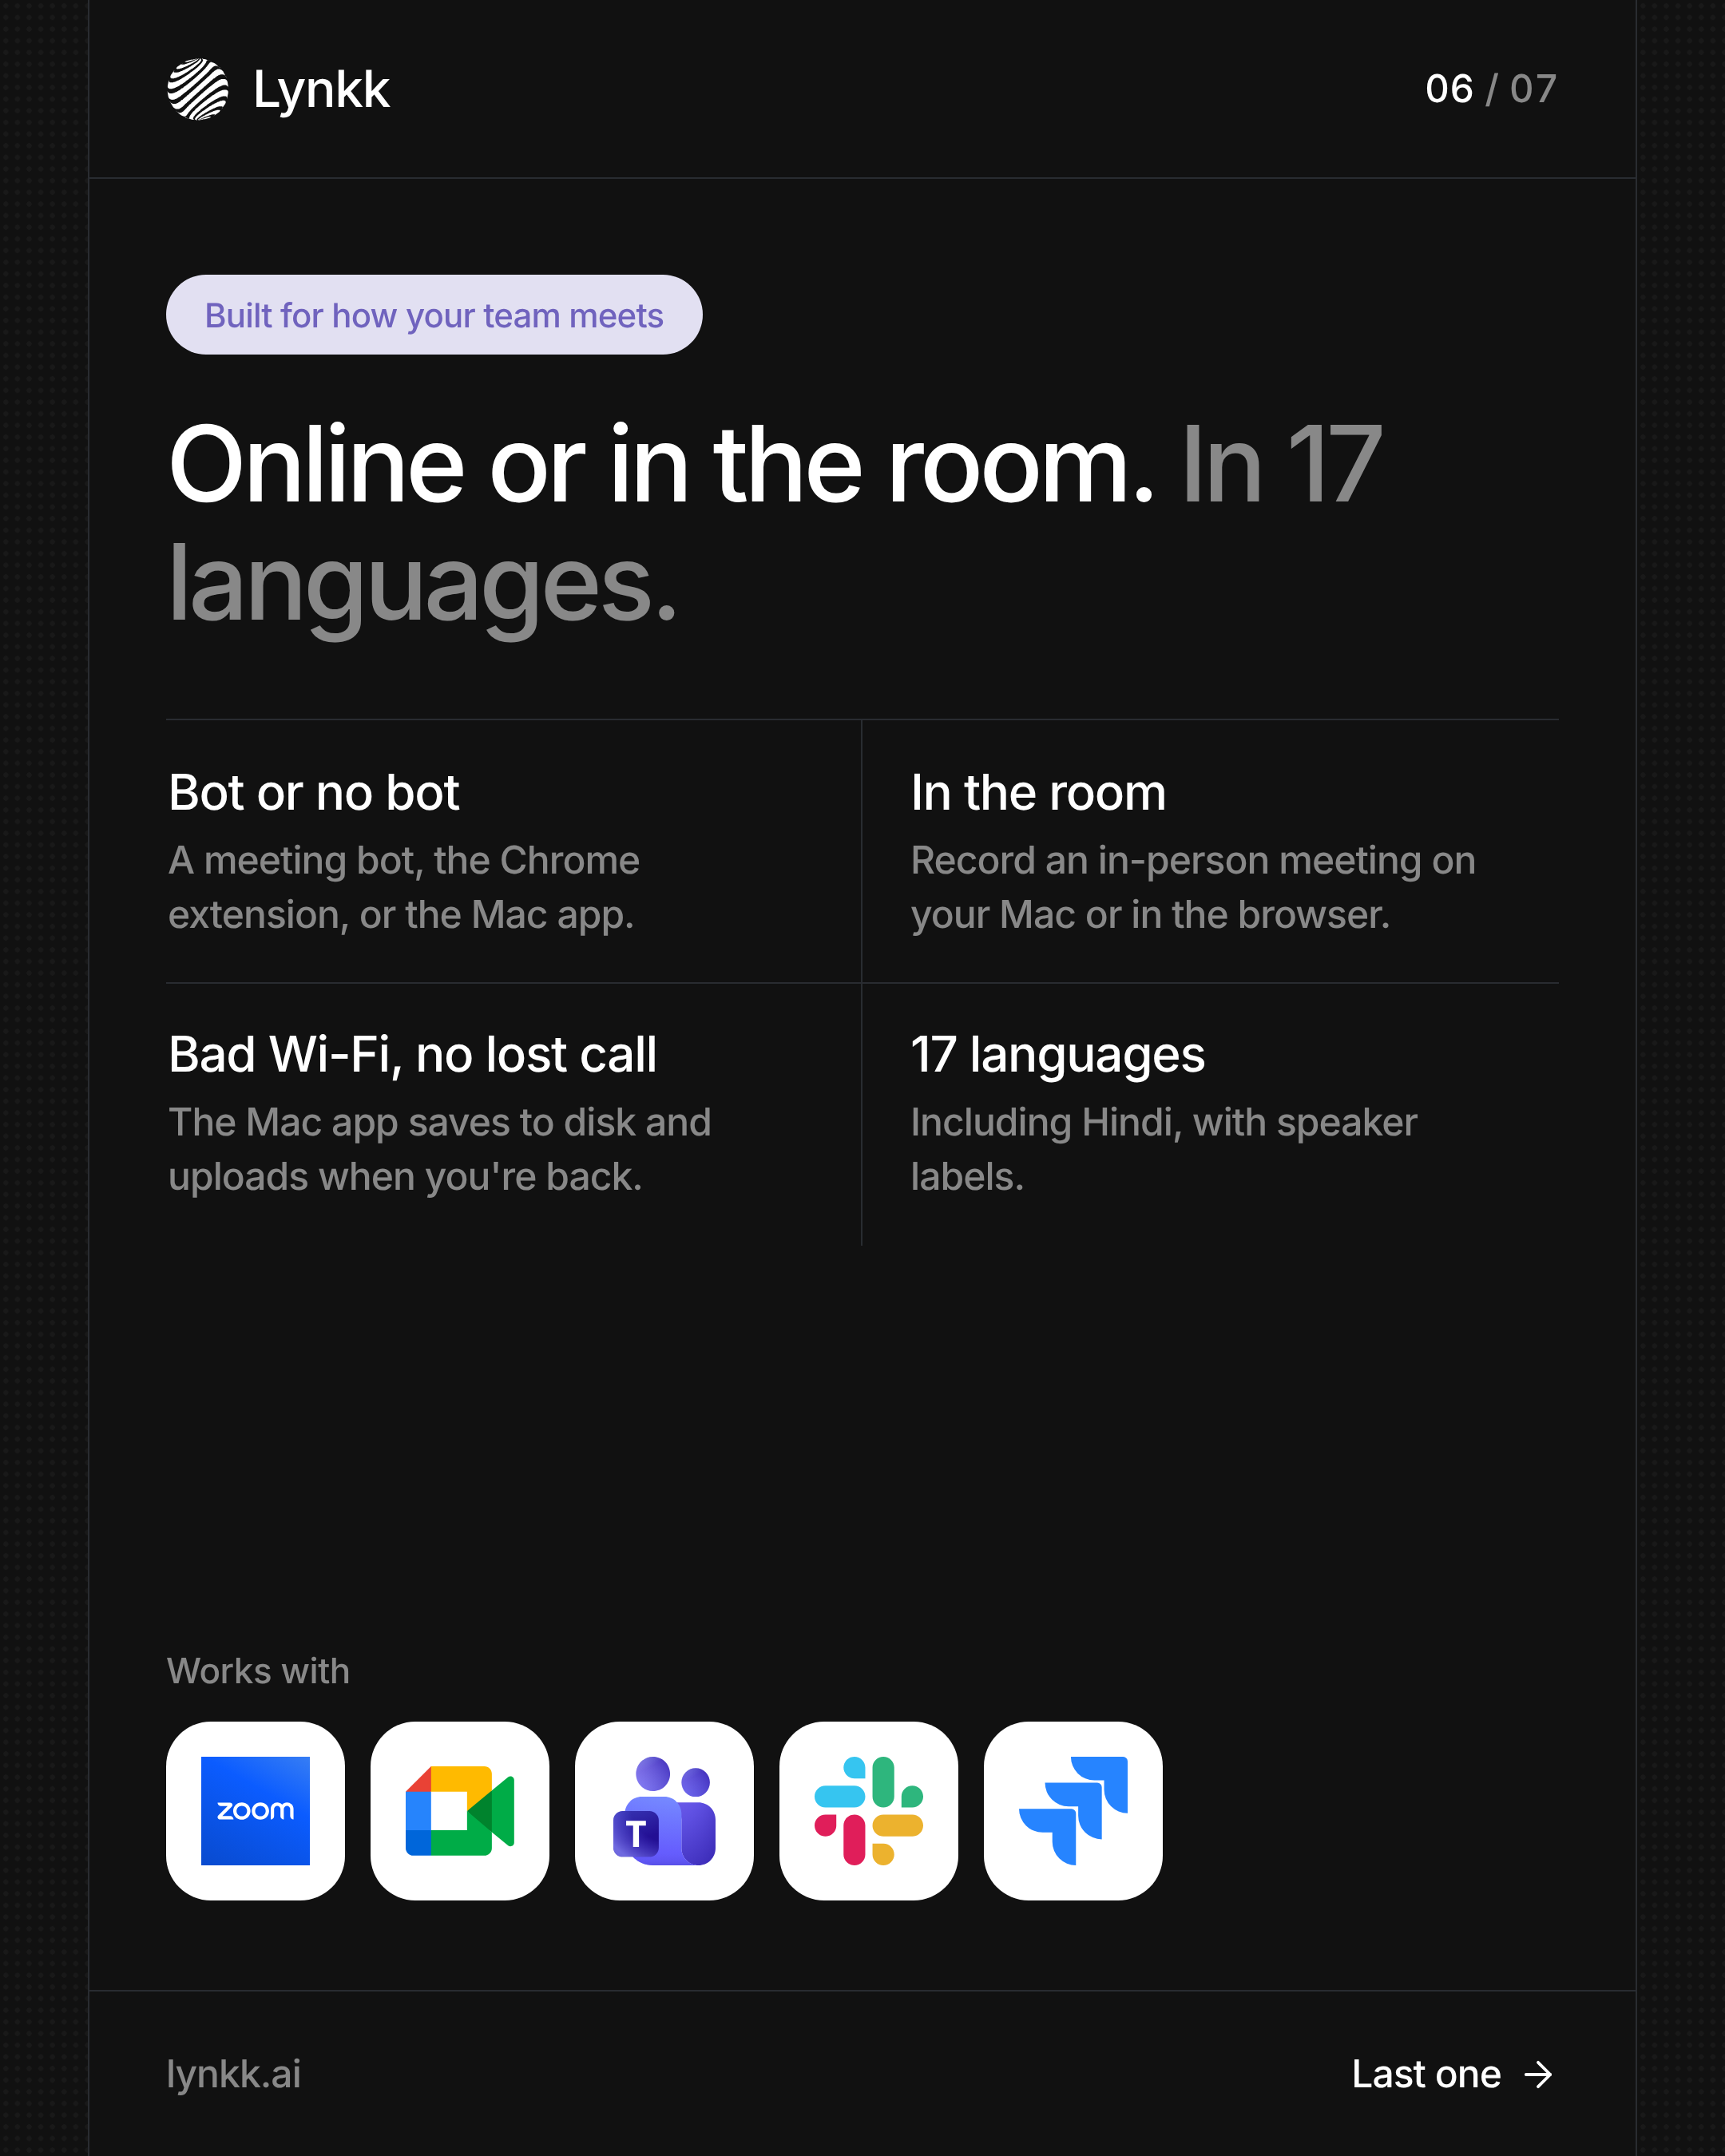 Lynkk
06 / 07
Built for how your team meets
Online or in the room. In 17
languages.
Bot or no bot
A meeting bot, the Chrome
extension, or the Mac app.
In the room
Record an in-person meeting on
your Mac or in the browser.
Bad Wi-Fi, no lost call
The Mac app saves to disk and
uploads when you're back.
17 languages
Including Hindi, with speaker
labels.
Works with
zoom
T
lynkk.ai
Last one →